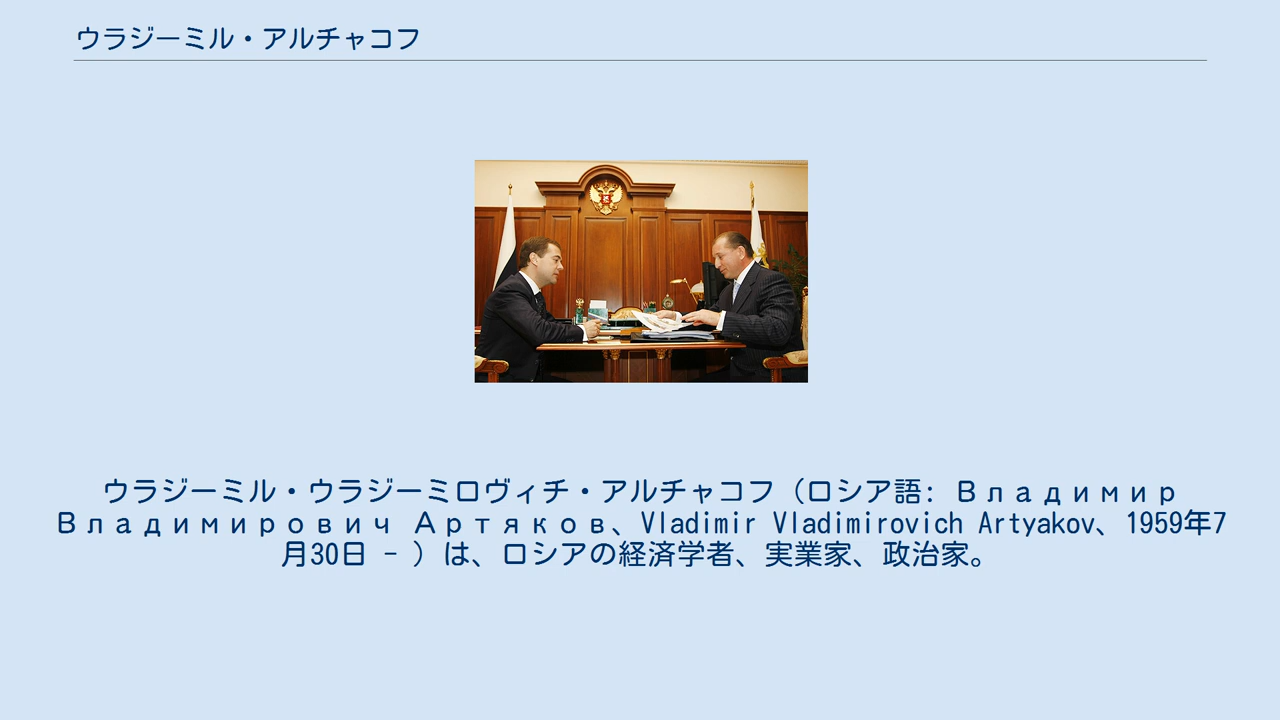 ウラジーミル・アルチャコフ
ウラジーミル・ウラジーミロヴィチ・アルチャコフ（ロシア語: Владимир
Владимирович Артяков、Vladimir Vladimirovich Artyakov、1959年7
月30日 - ）は、ロシアの経済学者、実業家、政治家。